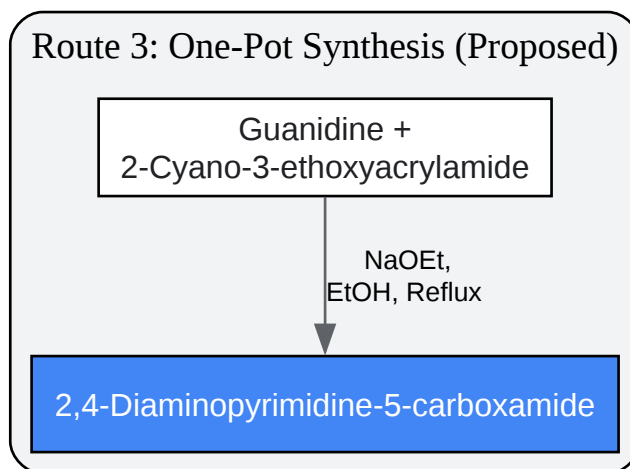 Route 3: One-Pot Synthesis (Proposed)
Guanidine +
2-Cyano-3-ethoxyacrylamide
NaOEt,
EtOH, Reflux
2,4-Diaminopyrimidine-5-carboxamide